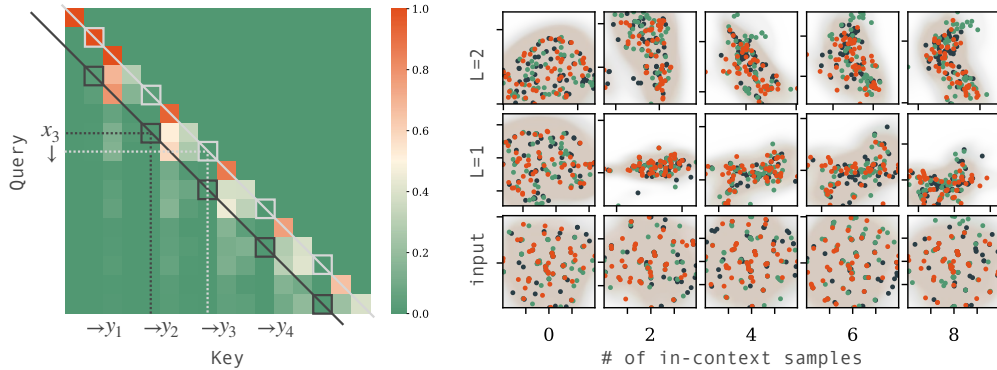 1.0
0.8
0.6
0.4
0.2
0.0
Query
x₃
↓
→y₁ →y₂ →y₃ →y₄
Key
L=2
L=1
input
0 2 4 6 8
# of in-context samples